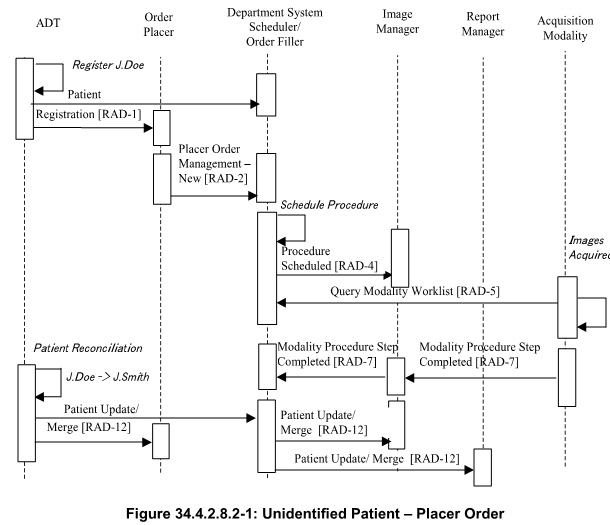 ADT
Order
Placer
Department System
Scheduler/
Order Filler
Image
Manager
Report
Manager
Acquisition
Modality
Register J.Doe
Patient
Registration [RAD-1]
Placer Order
Management –
New [RAD-2]
Schedule Procedure
Procedure
Scheduled [RAD-4]
Images
Acquired
Query Modality Worklist [RAD-5]
Patient Reconciliation
Modality Procedure Step
Completed [RAD-7]
Modality Procedure Step
Completed [RAD-7]
J.Doe -> J.Smith
Patient Update/
Merge [RAD-12]
Patient Update/
Merge [RAD-12]
Patient Update/ Merge [RAD-12]
Figure 34.4.2.8.2-1: Unidentified Patient – Placer Order